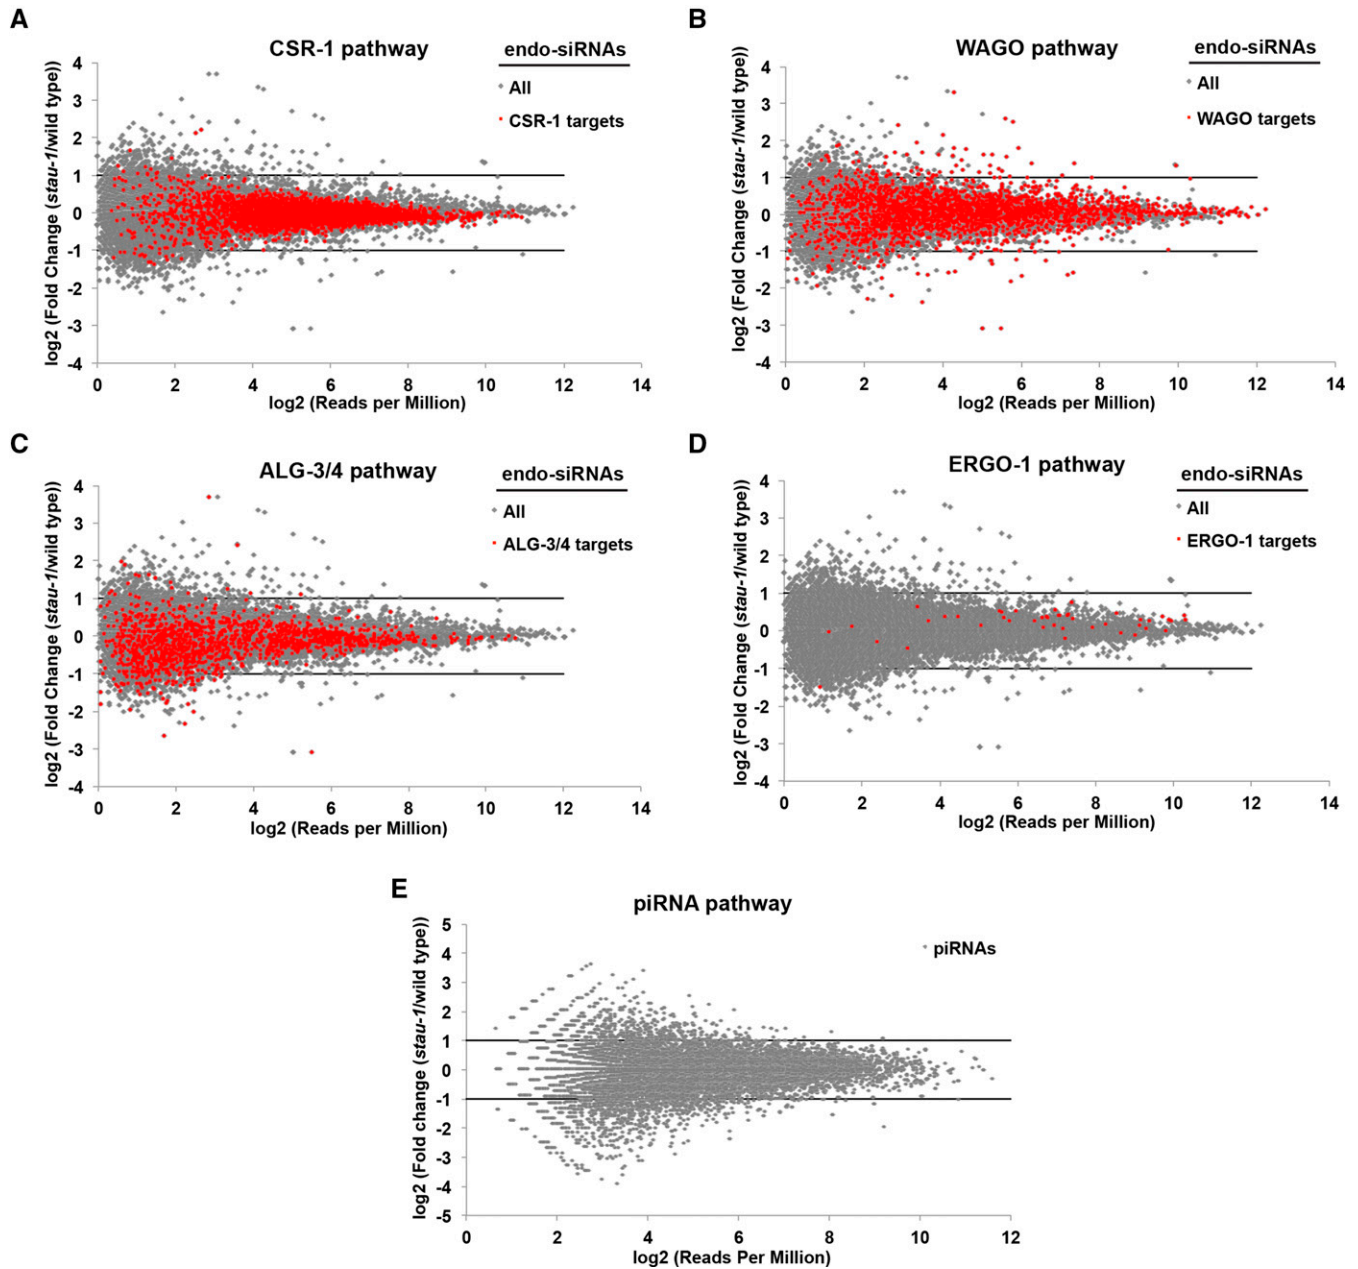 A
CSR-1 pathway
endo-siRNAs
All
CSR-1 targets
log2 (Fold Change (stau-1/wild type))
4
3
2
1
0
-1
-2
-3
-4
0 2 4 6 8 10 12 14
log2 (Reads per Million)
B
WAGO pathway
endo-siRNAs
All
WAGO targets
log2 (Fold Change (stau-1/wild type))
4
3
2
1
0
-1
-2
-3
-4
0 2 4 6 8 10 12 14
log2 (Reads per Million)
C
ALG-3/4 pathway
endo-siRNAs
All
ALG-3/4 targets
log2 (Fold Change (stau-1/wild type))
4
3
2
1
0
-1
-2
-3
-4
0 2 4 6 8 10 12 14
log2 (Reads per Million)
D
ERGO-1 pathway
endo-siRNAs
All
ERGO-1 targets
log2 (Fold Change (stau-1/wild type))
4
3
2
1
0
-1
-2
-3
-4
0 2 4 6 8 10 12 14
log2 (Reads per Million)
E
piRNA pathway
piRNAs
log2 (Fold change (stau-1/wild type))
5
4
3
2
1
0
-1
-2
-3
-4
-5
0 2 4 6 8 10 12
log2 (Reads Per Million)